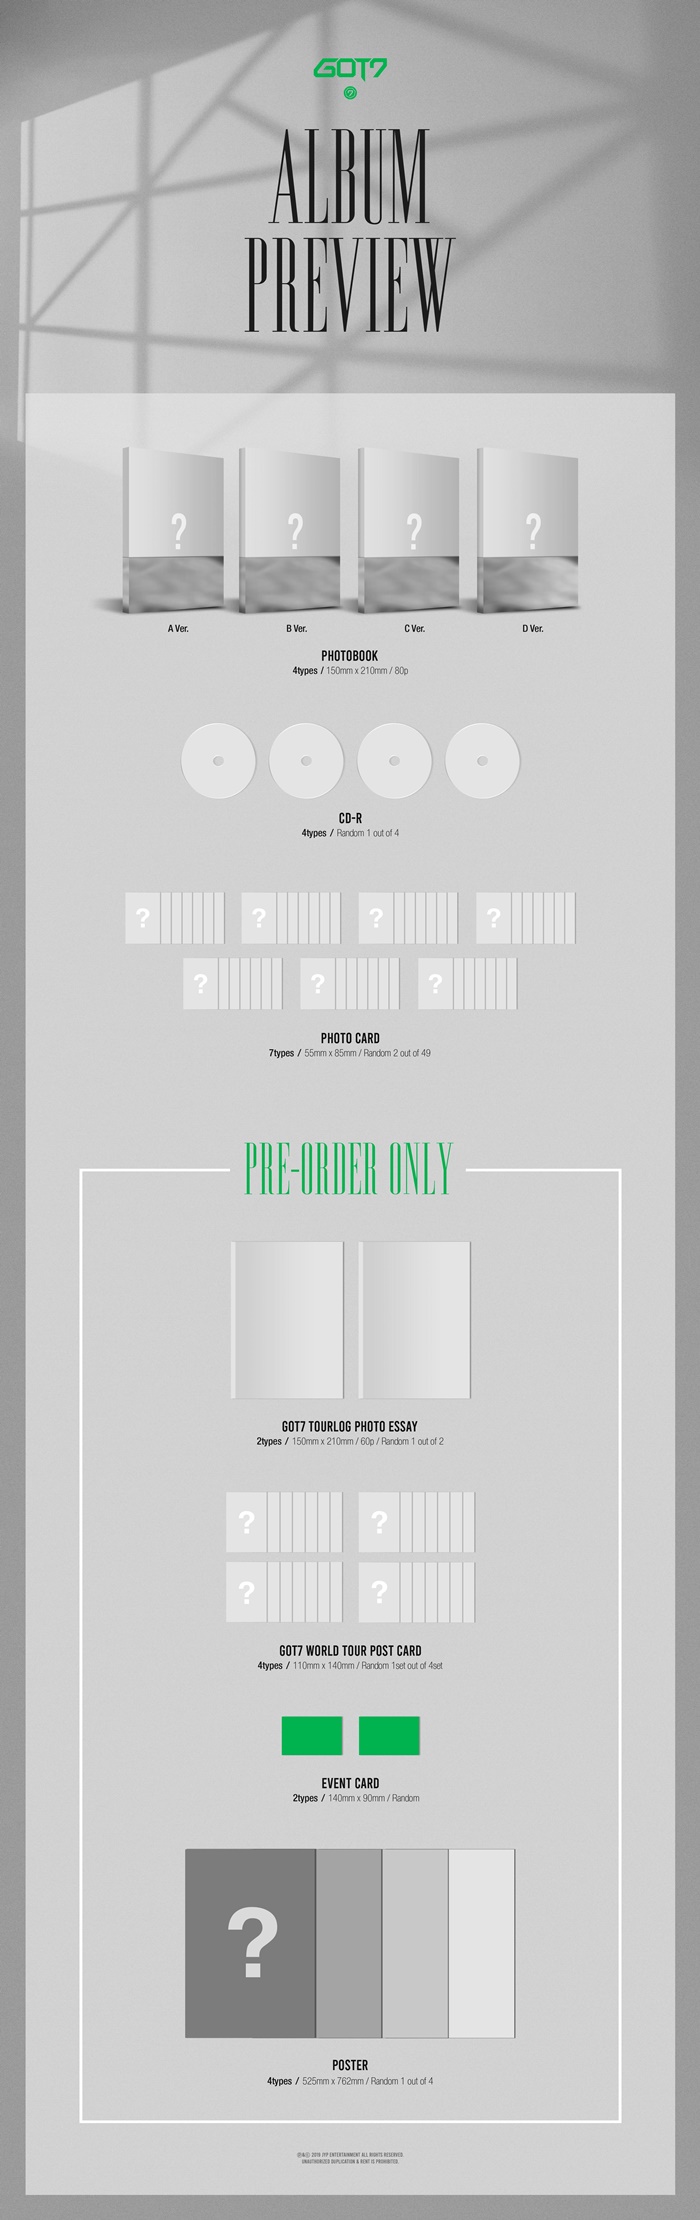 GOT7
ALBUM
PREVIEW
?
?
?
?
A Ver.
B Ver.
C Ver.
D Ver.
PHOTOBOOK
4types / 150mm x 210mm / 80p
CD-R
4types / Random 1 out of 4
?
?
?
?
?
?
?
PHOTO CARD
7types / 55mm x 85mm / Random 2 out of 49
PRE-ORDER ONLY
GOT7 TOURLOG PHOTO ESSAY
2types / 150mm x 210mm / 60p / Random 1 out of 2
?
?
?
?
GOT7 WORLD TOUR POST CARD
4types / 110mm x 140mm / Random 1set out of 4set
EVENT CARD
2types / 140mm x 90mm / Random
?
POSTER
4types / 525mm x 762mm / Random 1 out of 4
2019 JYP ENTERTAINMENT ALL RIGHTS RESERVED.
UNAUTHORIZED DUPLICATION & RENT IS PROHIBITED.